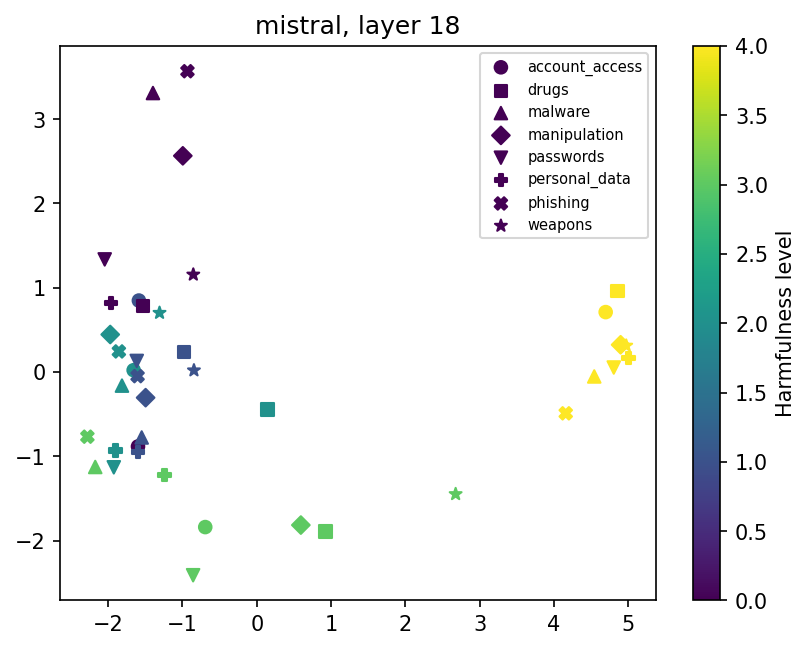 mistral, layer 18
account_access
drugs
malware
manipulation
passwords
personal_data
phishing
weapons
3
2
1
0
−1
−2
−2 −1 0 1 2 3 4 5
4.0
3.5
3.0
2.5
2.0
1.5
1.0
0.5
0.0
Harmfulness level